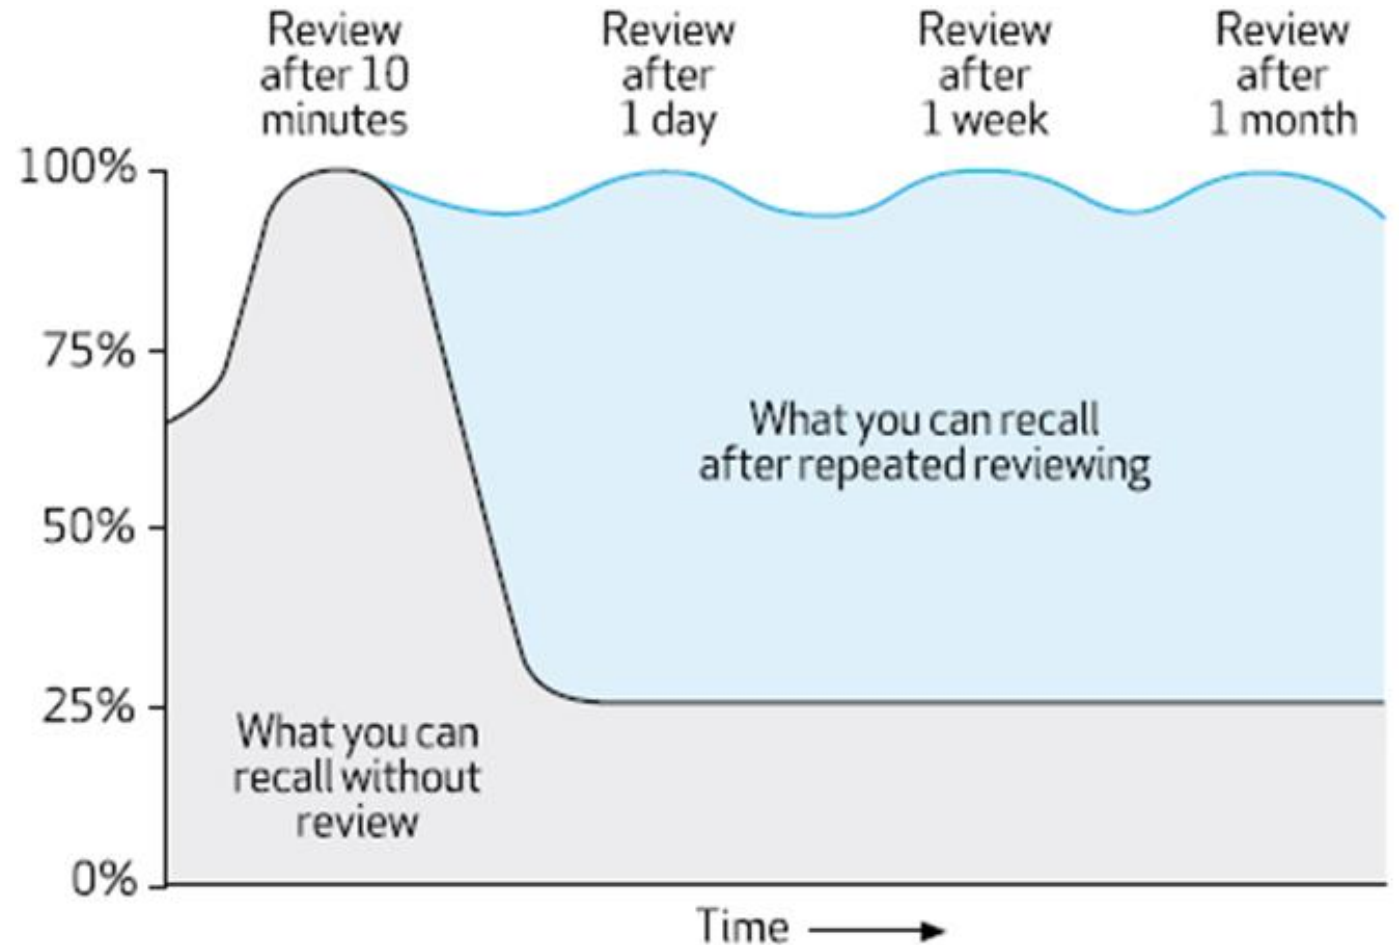 Review
after 10
minutes
Review
after
1 day
Review
after
1 week
Review
after
1 month
100%
75%
50%
25%
0%
What you can recall
after repeated reviewing
What you can
recall without
review
Time